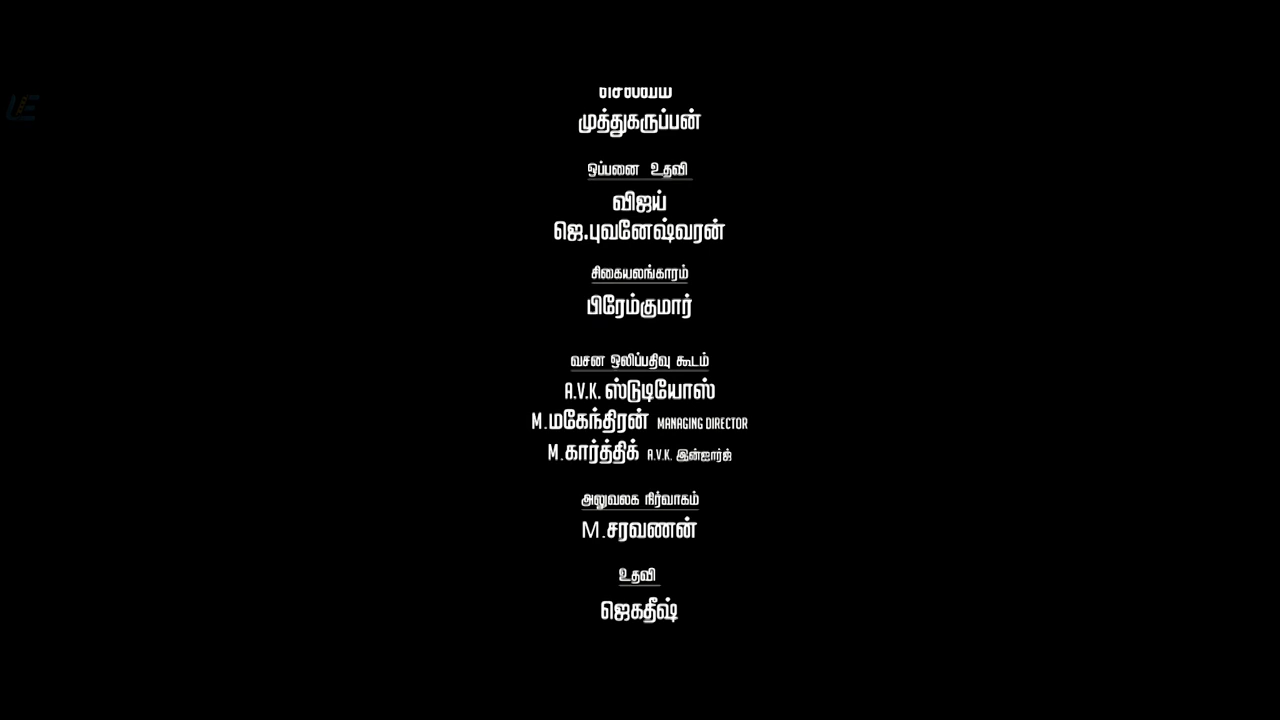 முத்துகருப்பன்
ஒப்பனை உதவி
விஜய்
ஜெ.புவனேஷ்வரன்
சிகையலங்காரம்
பிரேம்குமார்
வசன ஒலிப்பதிவு கூடம்
A.V.K. ஸ்டுடியோஸ்
M.மகேந்திரன் MANAGING DIRECTOR
M.கார்த்திக் A.V.K. இன்ஜார்ஜ்
அலுவலக நிர்வாகம்
M.சரவணன்
உதவி
ஜெகதீஷ்